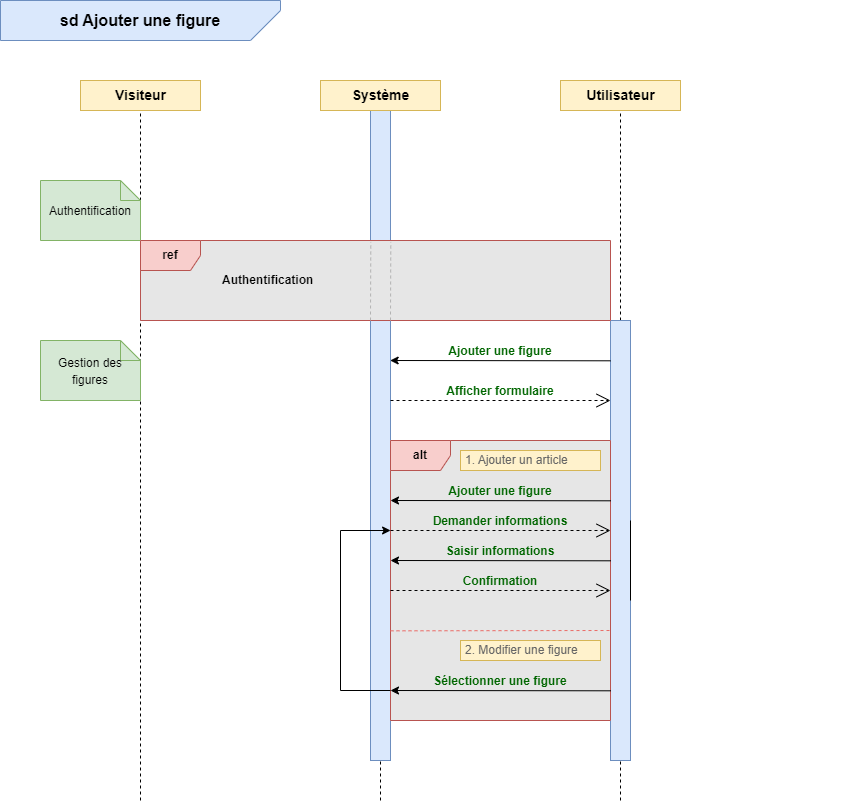 sd Ajouter une figure
Visiteur
Système
Utilisateur
Authentification
ref
Authentification
Gestion des
figures
Ajouter une figure
Afficher formulaire
alt
1. Ajouter un article
Ajouter une figure
Demander informations
Saisir informations
Confirmation
2. Modifier une figure
Sélectionner une figure